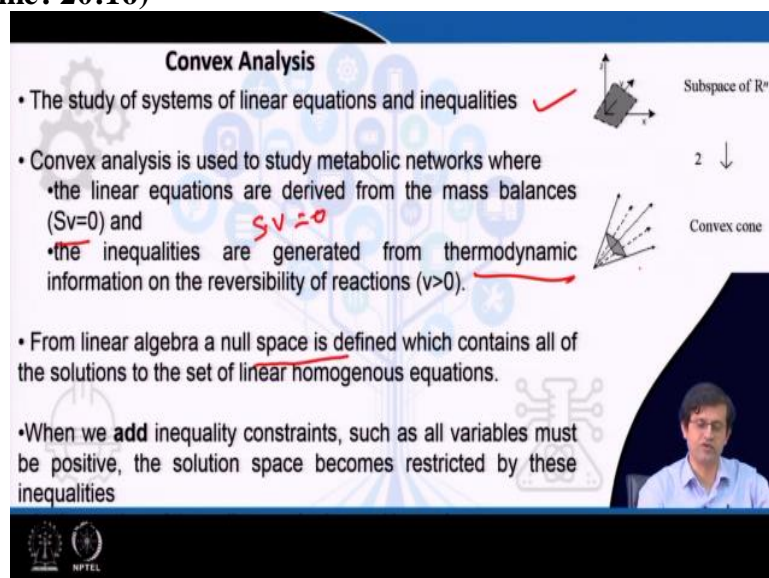 Convex Analysis
• The study of systems of linear equations and inequalities
• Convex analysis is used to study metabolic networks where
•the linear equations are derived from the mass balances
(Sv=0) and
SV=0
•the inequalities are generated from thermodynamic
information on the reversibility of reactions (v>0).
• From linear algebra a null space is defined which contains all of
the solutions to the set of linear homogenous equations.
•When we add inequality constraints, such as all variables must
be positive, the solution space becomes restricted by these
inequalities
Subspace of Rⁿ
2 ↓
Convex cone
NPTEL